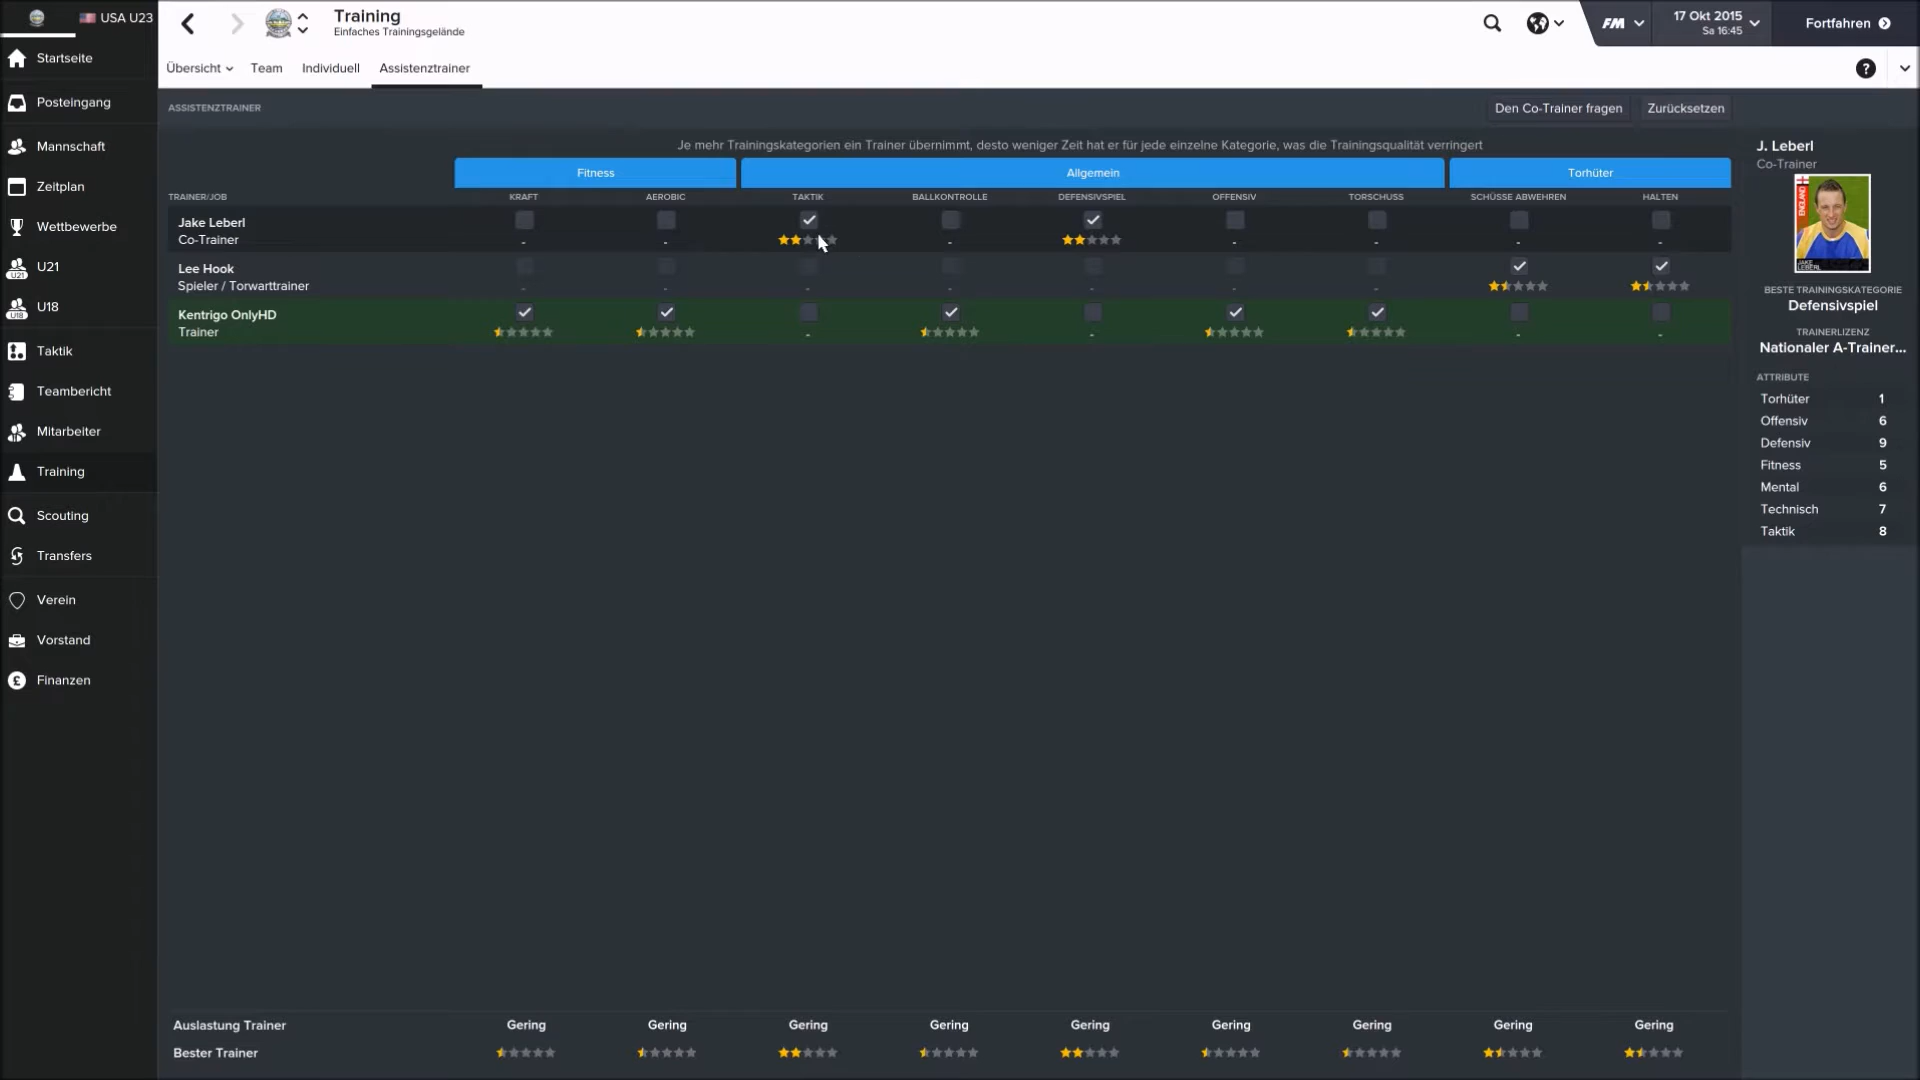 USA U23
Startseite
Posteingang
Mannschaft
Zeitplan
Wettbewerbe
U21
U18
Taktik
Teambericht
Mitarbeiter
Training
Scouting
Transfers
Verein
Vorstand
Finanzen
Training
Einfaches Trainingsgelände
FM
17 Okt 2015
Sa 16:45
Fortfahren
Übersicht Team Individuell Assistenztrainer
ASSISTENZTRAINER
Den Co-Trainer fragen Zurücksetzen
Je mehr Trainingskategorien ein Trainer übernimmt, desto weniger Zeit hat er für jede einzelne Kategorie, was die Trainingsqualität verringert
Fitness Allgemein Torhüter
TRAINER/JOB KRAFT AEROBIC TAKTIK BALLKONTROLLE DEFENSIVSPIEL OFFENSIV TORSCHUSS SCHÜSSE ABWEHREN HALTEN
Jake Leberl
Co-Trainer - - - - - - -
Lee Hook
Spieler / Torwarttrainer - - - - - - -
Kentrigo OnlyHD
Trainer - - - -
Auslastung Trainer Gering Gering Gering Gering Gering Gering Gering Gering Gering
Bester Trainer
J. Leberl
Co-Trainer
ENGLAND
JAKE
LEBERL
BESTE TRAININGSKATEGORIE
Defensivspiel
TRAINERLIZENZ
Nationaler A-Trainer...
ATTRIBUTE
Torhüter 1
Offensiv 6
Defensiv 9
Fitness 5
Mental 6
Technisch 7
Taktik 8